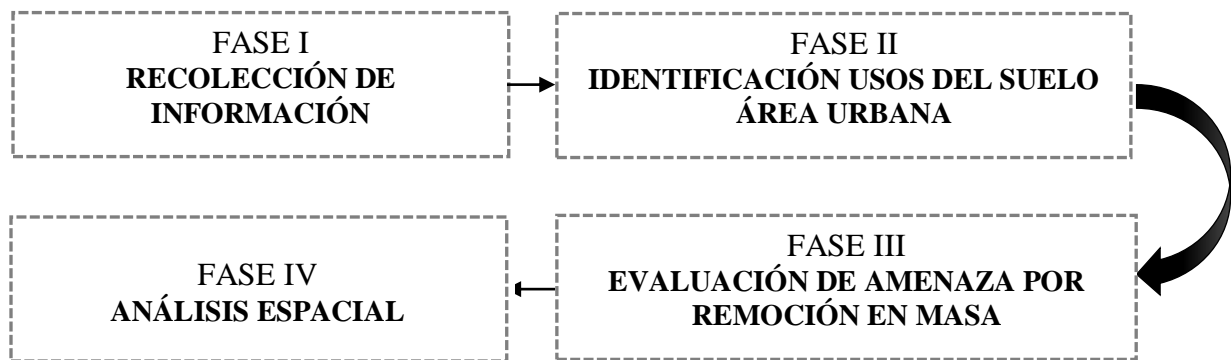 FASE I
RECOLECCIÓN DE
INFORMACIÓN
FASE II
IDENTIFICACIÓN USOS DEL SUELO
ÁREA URBANA
FASE III
EVALUACIÓN DE AMENAZA POR
REMOCIÓN EN MASA
FASE IV
ANÁLISIS ESPACIAL